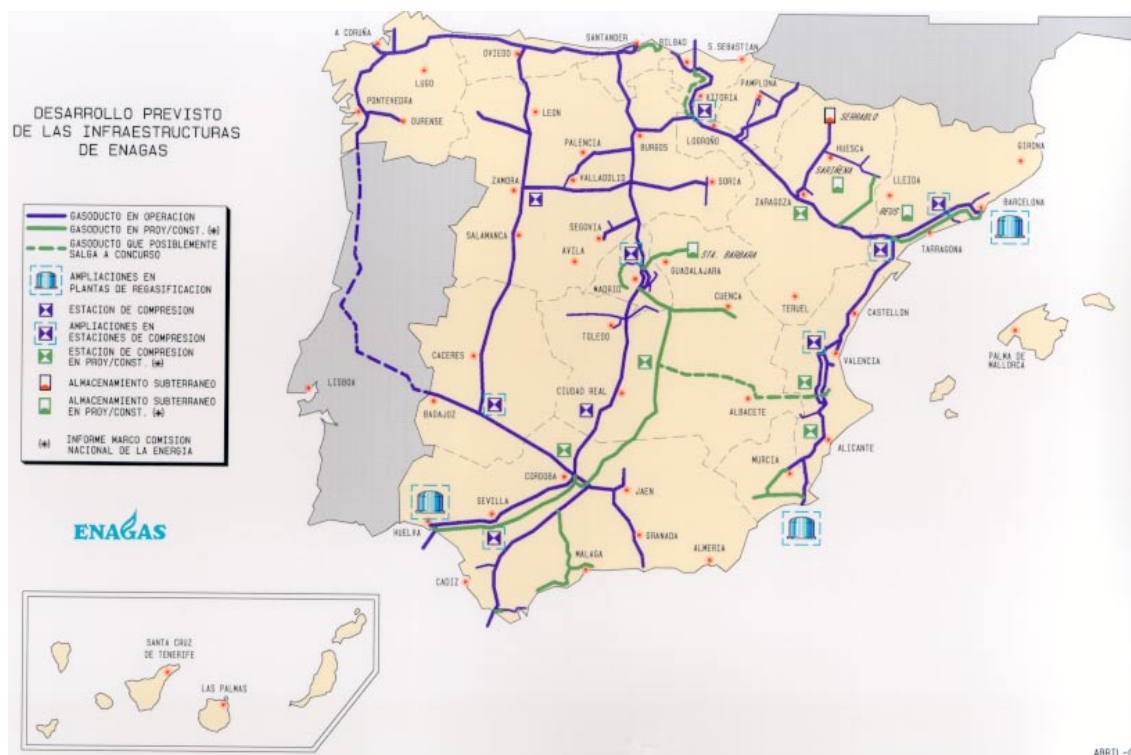 DESARROLLO PREVISTO
DE LAS INFRAESTRUCTURAS
DE ENAGAS
GASODUCTO EN OPERACION
GASODUCTO EN PROY/CONST. (*)
GASODUCTO QUE POSIBLEMENTE
SALGA A CONCURSO
AMPLIACIONES EN
PLANTAS DE REGASIFICACION
ESTACION DE COMPRESION
AMPLIACIONES EN
ESTACIONES DE COMPRESION
ESTACION DE COMPRESION
EN PROY/CONST. (*)
ALMACENAMIENTO SUBTERRANEO
ALMACENAMIENTO SUBTERRANEO
EN PROY/CONST. (*)
(*) INFORME MARCO COMISION
NACIONAL DE LA ENERGIA
ENAGAS
A CORUÑA
LUGO
PONTEVEDRA
OURENSE
OVIEDO
SANTANDER
BILBAO
S.SEBASTIAN
VITORIA
PAMPLONA
LEON
PALENCIA
BURGOS
LOGROÑO
SERRABLO
HUESCA
SARIÑENA
GIRONA
ZAMORA
VALLADOLID
SORIA
ZARAGOZA
LLEIDA
REUS
BARCELONA
TARRAGONA
SALAMANCA
SEGOVIA
AVILA
STA. BARBARA
GUADALAJARA
MADRID
CUENCA
TERUEL
CASTELLON
TOLEDO
VALENCIA
PALMA DE
MALLORCA
CACERES
LISBOA
BADAJOZ
CIUDAD REAL
ALBACETE
ALICANTE
MURCIA
CORDOBA
JAEN
SEVILLA
HUELVA
GRANADA
ALMERIA
MALAGA
CADIZ
SANTA CRUZ
DE TENERIFE
LAS PALMAS
ABRIL-0